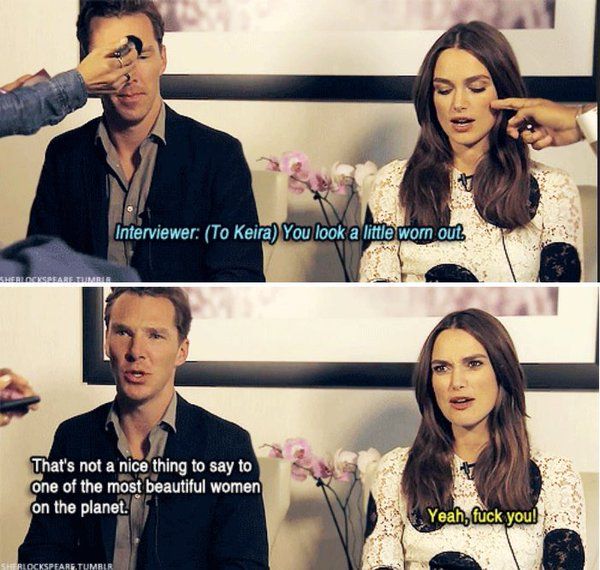 Interviewer: (To Keira) You look a little worn out.
SHERLOCKSPEARE.TUMBLR
That's not a nice thing to say to
one of the most beautiful women
on the planet.
Yeah, fuck you!
SHERLOCKSPEARE.TUMBLR